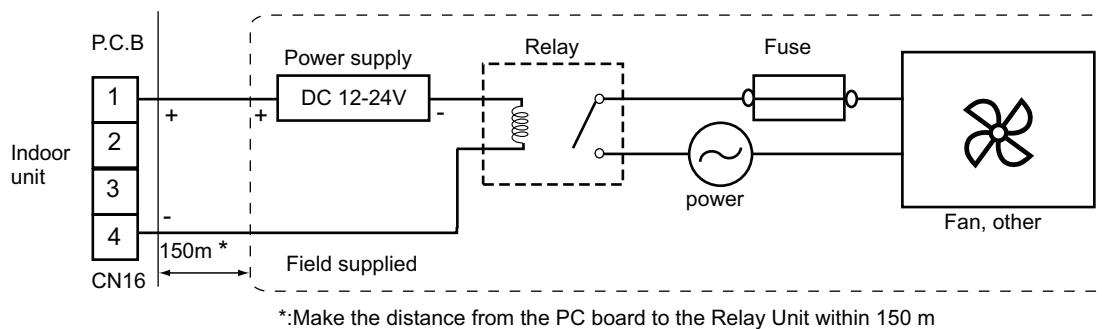 P.C.B
Power supply
Relay
Fuse
1
DC 12-24V
+
+
-
2
Indoor
unit
3
power
-
4
Fan, other
150m *
Field supplied
CN16
*:Make the distance from the PC board to the Relay Unit within 150 m